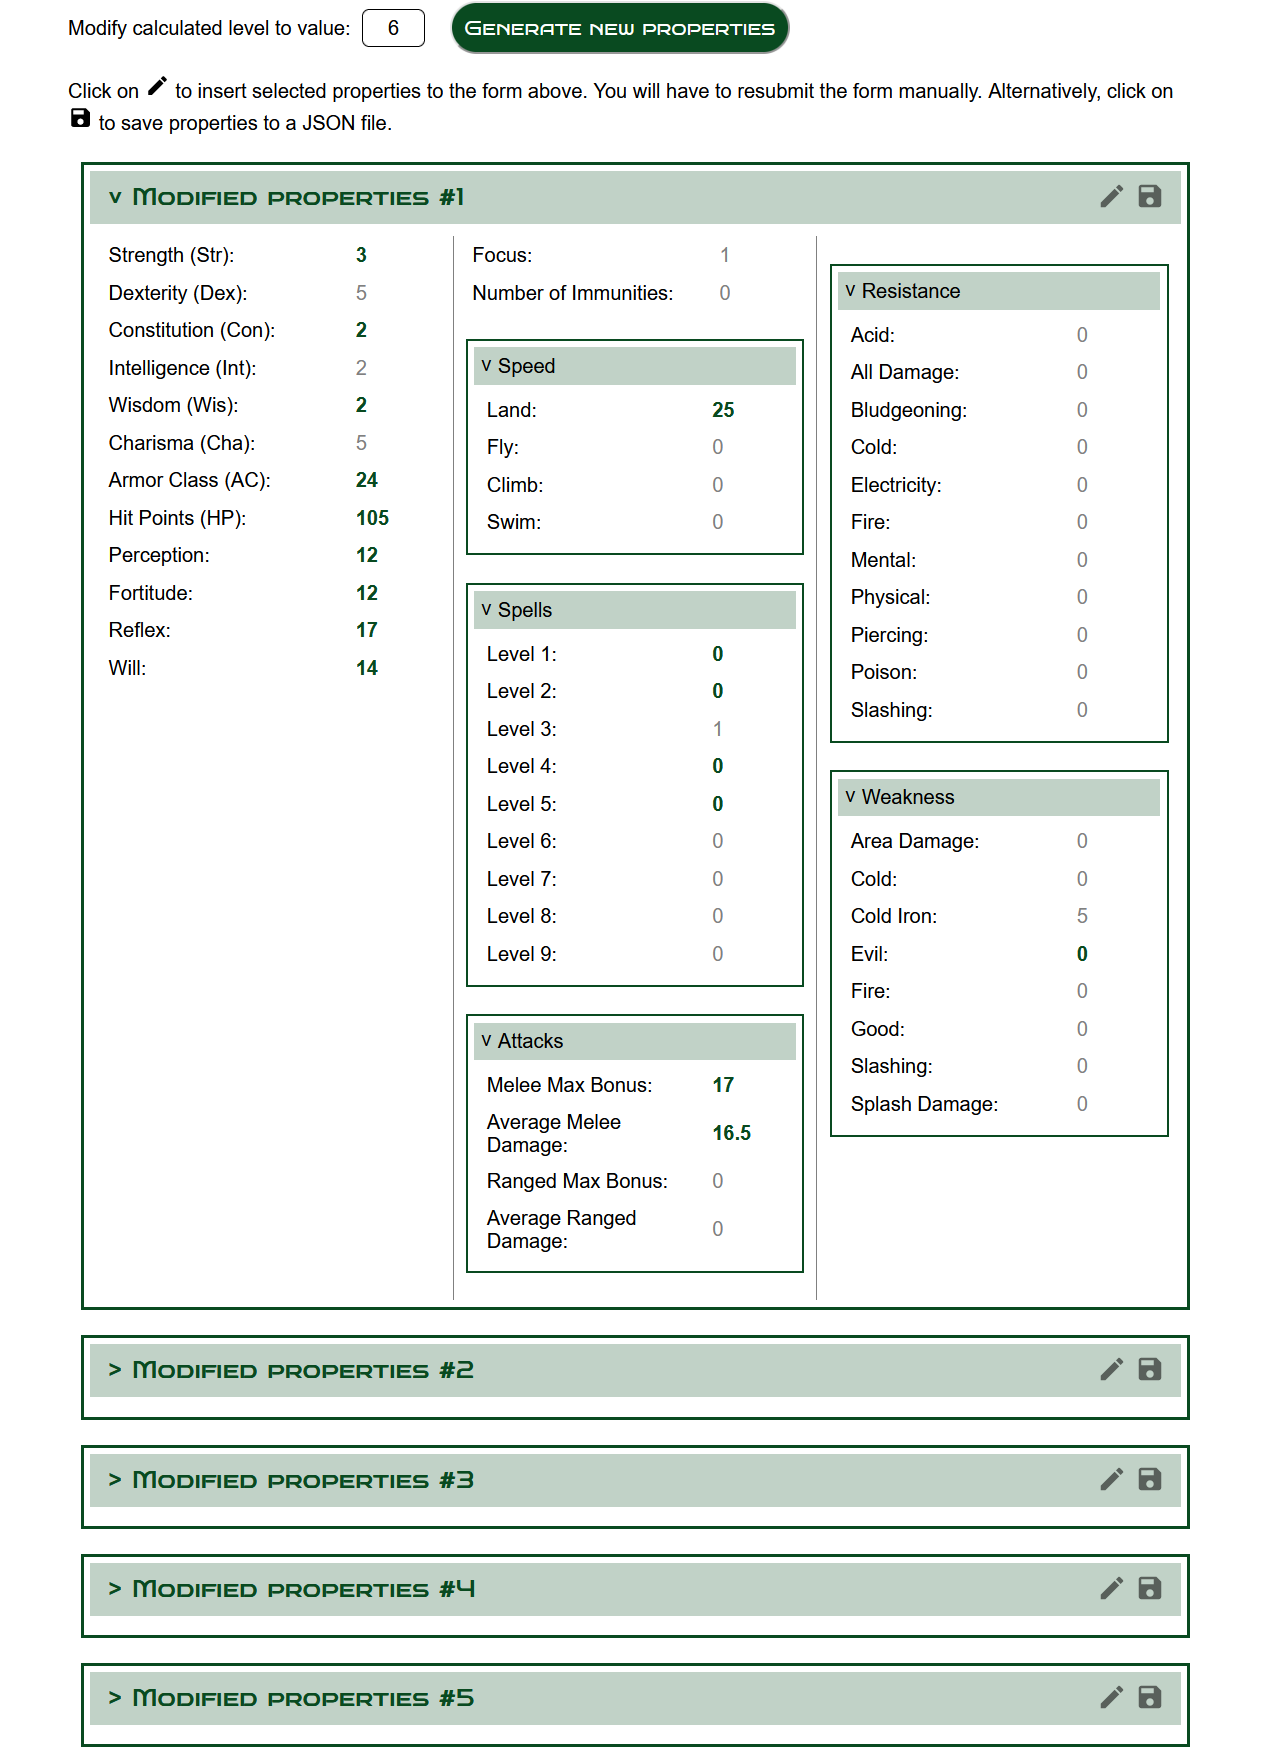 Modify calculated level to value: 6 Generate new properties
Click on to insert selected properties to the form above. You will have to resubmit the form manually. Alternatively, click on
to save properties to a JSON file.
v Modified properties #1
Strength (Str): 3
Dexterity (Dex): 5
Constitution (Con): 2
Intelligence (Int): 2
Wisdom (Wis): 2
Charisma (Cha): 5
Armor Class (AC): 24
Hit Points (HP): 105
Perception: 12
Fortitude: 12
Reflex: 17
Will: 14
Focus: 1
Number of Immunities: 0
v Speed
Land: 25
Fly: 0
Climb: 0
Swim: 0
v Spells
Level 1: 0
Level 2: 0
Level 3: 1
Level 4: 0
Level 5: 0
Level 6: 0
Level 7: 0
Level 8: 0
Level 9: 0
v Attacks
Melee Max Bonus: 17
Average Melee
Damage: 16.5
Ranged Max Bonus: 0
Average Ranged
Damage: 0
v Resistance
Acid: 0
All Damage: 0
Bludgeoning: 0
Cold: 0
Electricity: 0
Fire: 0
Mental: 0
Physical: 0
Piercing: 0
Poison: 0
Slashing: 0
v Weakness
Area Damage: 0
Cold: 0
Cold Iron: 5
Evil: 0
Fire: 0
Good: 0
Slashing: 0
Splash Damage: 0
> Modified properties #2
> Modified properties #3
> Modified properties #4
> Modified properties #5